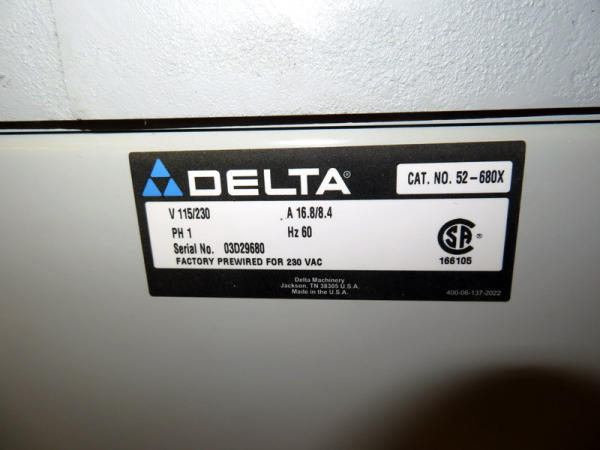 DELTA®
CAT. NO. 52-680X
V 115/230 A 16.8/8.4
PH 1 Hz 60
Serial No. 03D29680
FACTORY PREWIRED FOR 230 VAC
SA ®
166105
Delta Machinery
Jackson, TN 38305 U.S.A.
Made in the U.S.A.
400-06-137-2022